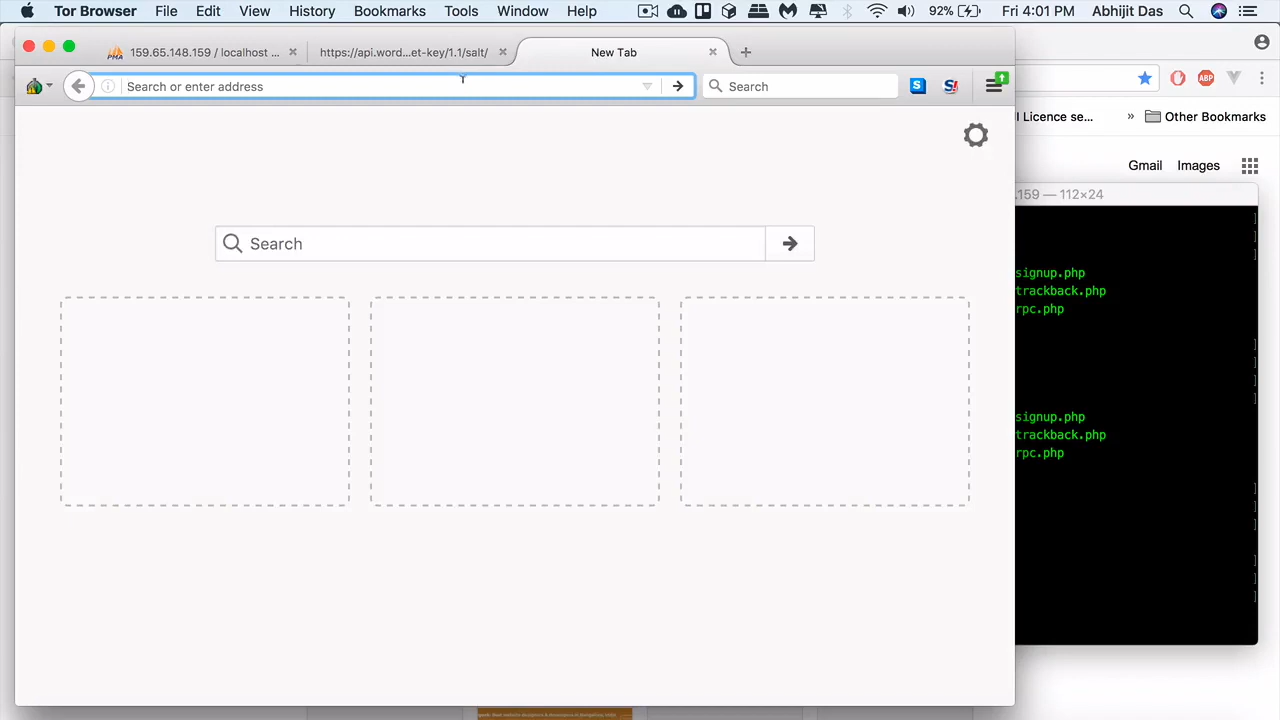 Tor Browser File Edit View History Bookmarks Tools Window Help 92% Fri 4:01 PM Abhijit Das
159.65.148.159 / localhost ... https://api.word...et-key/1.1/salt/ New Tab
Search or enter address Search
ABP
l Licence se... » Other Bookmarks
Gmail Images
.159 — 112×24
Search
signup.php
trackback.php
rpc.php
signup.php
trackback.php
rpc.php